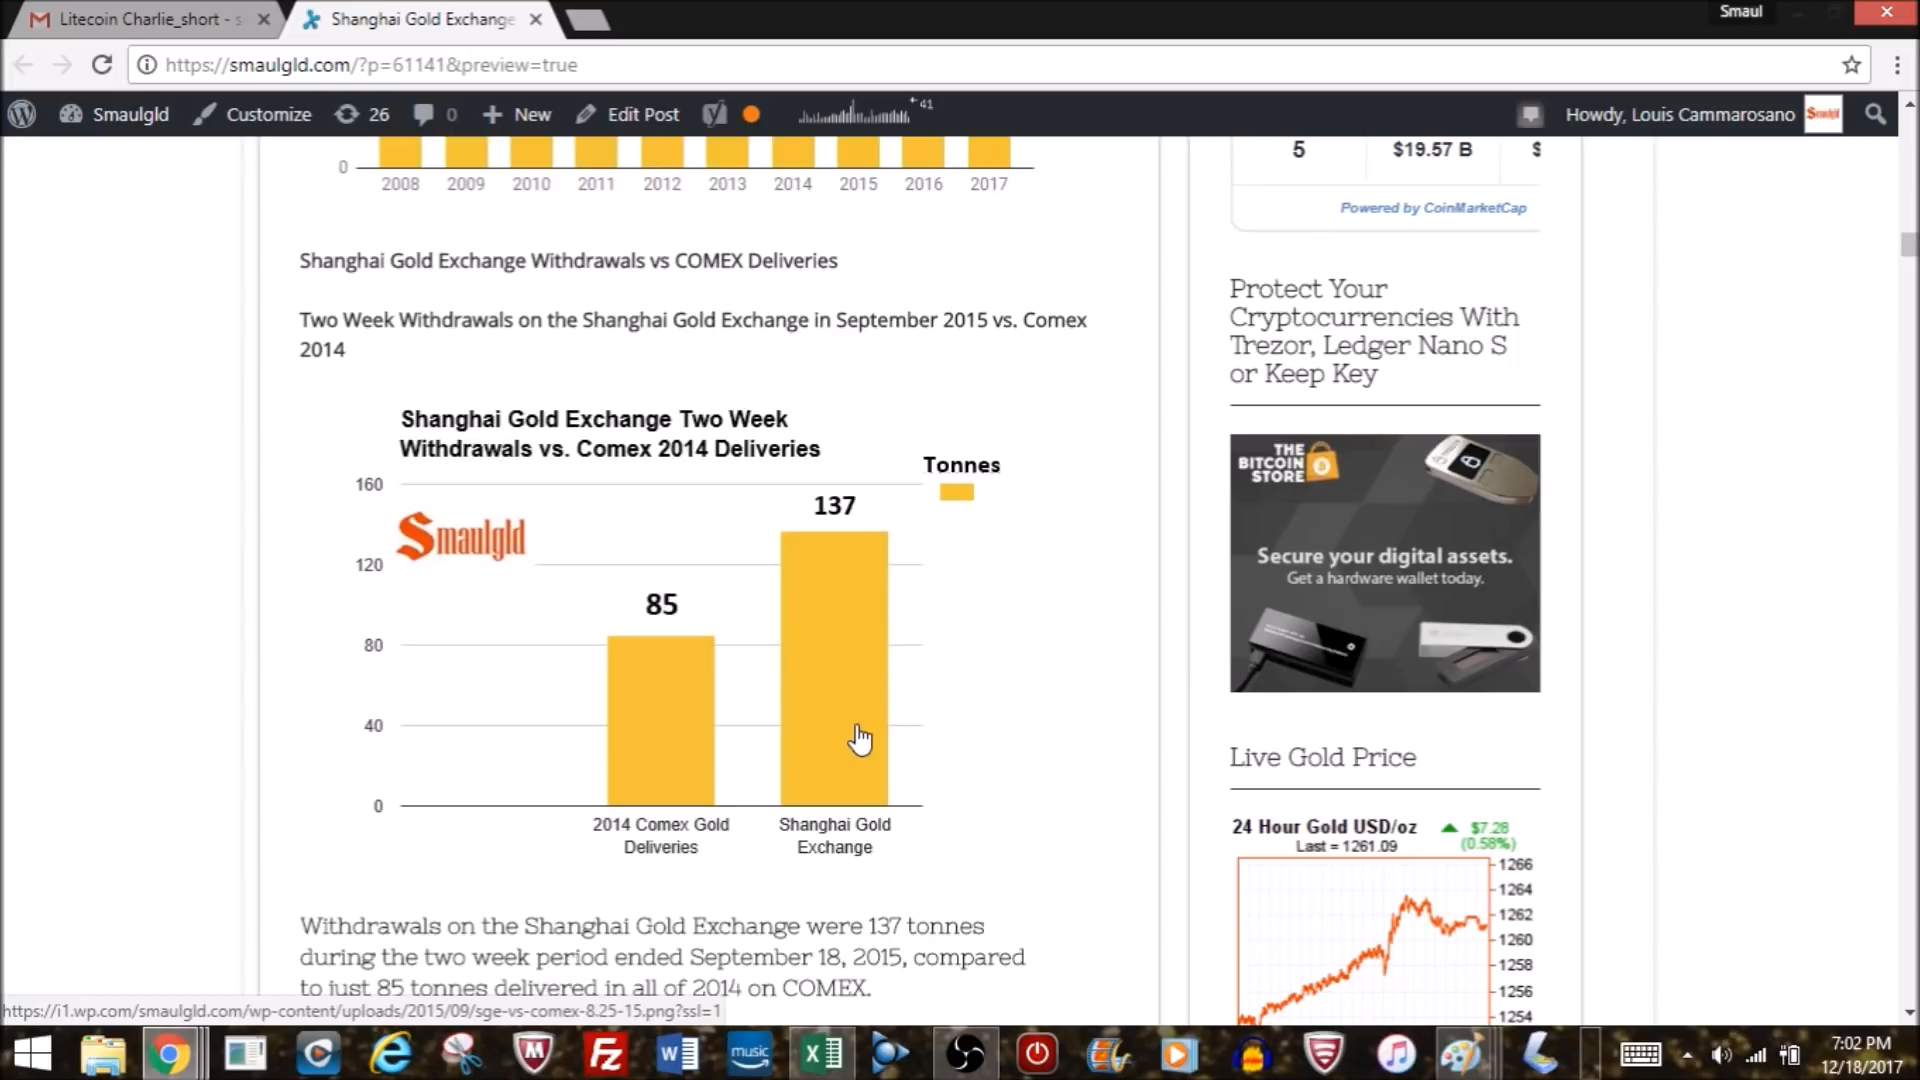 Litecoin Charlie_short - s
Shanghai Gold Exchange
Smaul
https://smaulgld.com/?p=61141&preview=true
Smaulgld
Customize
26
0
New
Edit Post
41
Howdy, Louis Cammarosano
Smaulgld
0
2008 2009 2010 2011 2012 2013 2014 2015 2016 2017
Shanghai Gold Exchange Withdrawals vs COMEX Deliveries
Two Week Withdrawals on the Shanghai Gold Exchange in September 2015 vs. Comex
2014
Shanghai Gold Exchange Two Week
Withdrawals vs. Comex 2014 Deliveries
Tonnes
160
137
Smaulgld
120
85
80
40
0
2014 Comex Gold
Deliveries
Shanghai Gold
Exchange
Withdrawals on the Shanghai Gold Exchange were 137 tonnes
during the two week period ended September 18, 2015, compared
to just 85 tonnes delivered in all of 2014 on COMEX.
5 $19.57 B $
Powered by CoinMarketCap
Protect Your
Cryptocurrencies With
Trezor, Ledger Nano S
or Keep Key
THE
BITCOIN
STORE
Secure your digital assets.
Get a hardware wallet today.
Live Gold Price
24 Hour Gold USD/oz
$7.28
Last = 1261.09
(0.58%)
1266
1264
1262
1260
1258
1256
1254
https://i1.wp.com/smaulgld.com/wp-content/uploads/2015/09/sge-vs-comex-8.25-15.png?ssl=1
music
7:02 PM
12/18/2017